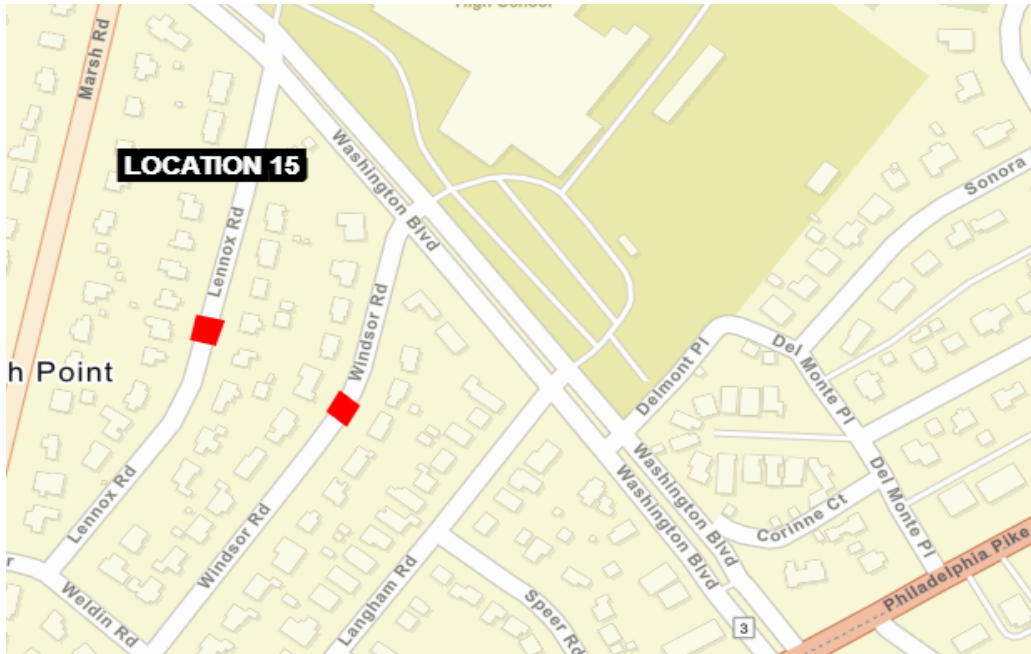 High School
Marsh Rd
LOCATION 15
Washington Blvd
Sonora
Lennox Rd
Windsor Rd
h Point
Delmont Pl
Del Monte Pl
Lennox Rd
Windsor Rd
Washington Blvd
Washington Blvd
Del Monte Pl
Corinne Ct
r
Weldin Rd
Langham Rd
Speer Rd
Philadelphia Pike
3